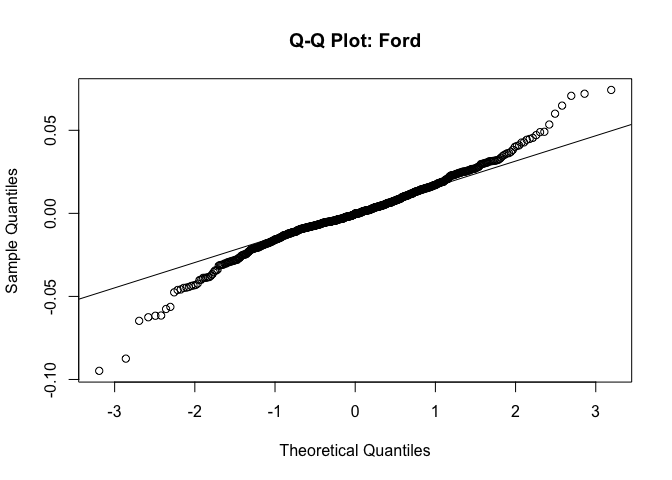 Q-Q Plot: Ford
Sample Quantiles
0.05
0.00
-0.05
-0.10
-3 -2 -1 0 1 2 3
Theoretical Quantiles